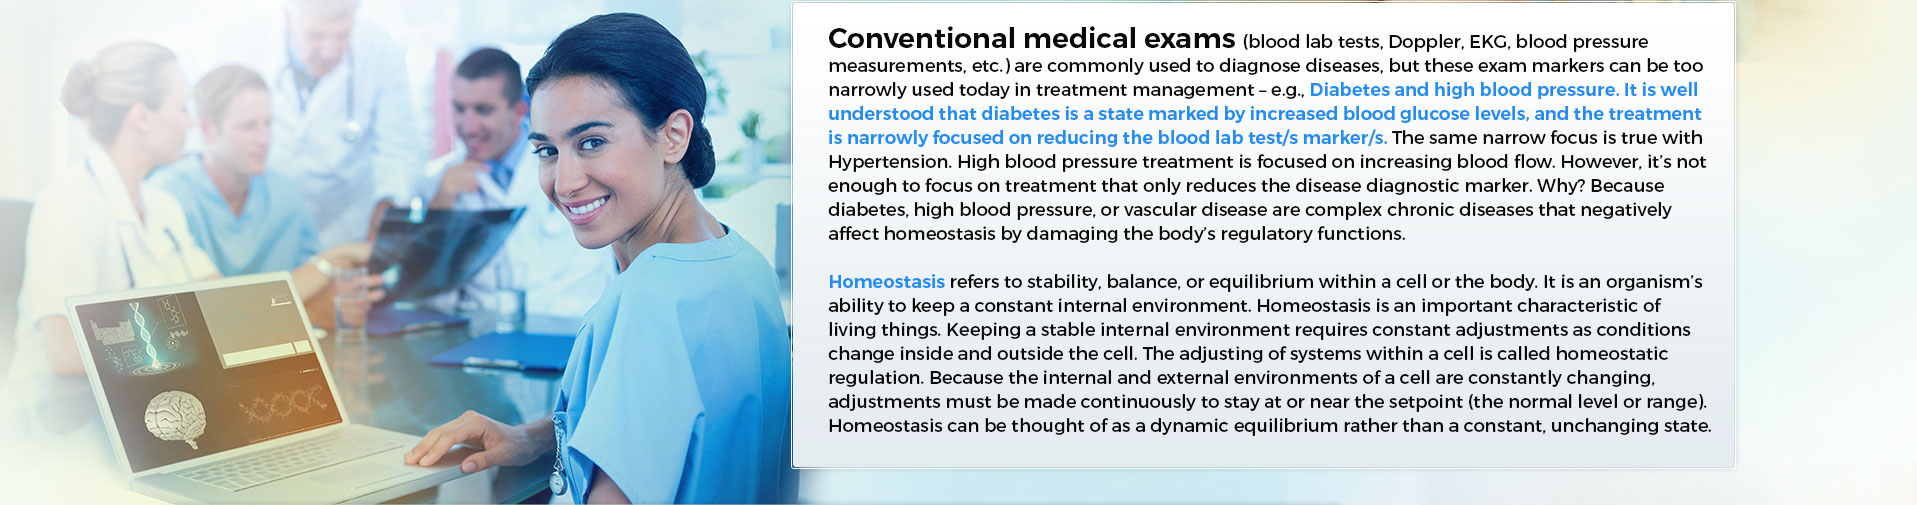 Conventional medical exams (blood lab tests, Doppler, EKG, blood pressure
measurements, etc.) are commonly used to diagnose diseases, but these exam markers can be too
narrowly used today in treatment management – e.g., Diabetes and high blood pressure. It is well
understood that diabetes is a state marked by increased blood glucose levels, and the treatment
is narrowly focused on reducing the blood lab test/s marker/s. The same narrow focus is true with
Hypertension. High blood pressure treatment is focused on increasing blood flow. However, it’s not
enough to focus on treatment that only reduces the disease diagnostic marker. Why? Because
diabetes, high blood pressure, or vascular disease are complex chronic diseases that negatively
affect homeostasis by damaging the body’s regulatory functions.
Homeostasis refers to stability, balance, or equilibrium within a cell or the body. It is an organism’s
ability to keep a constant internal environment. Homeostasis is an important characteristic of
living things. Keeping a stable internal environment requires constant adjustments as conditions
change inside and outside the cell. The adjusting of systems within a cell is called homeostatic
regulation. Because the internal and external environments of a cell are constantly changing,
adjustments must be made continuously to stay at or near the setpoint (the normal level or range).
Homeostasis can be thought of as a dynamic equilibrium rather than a constant, unchanging state.